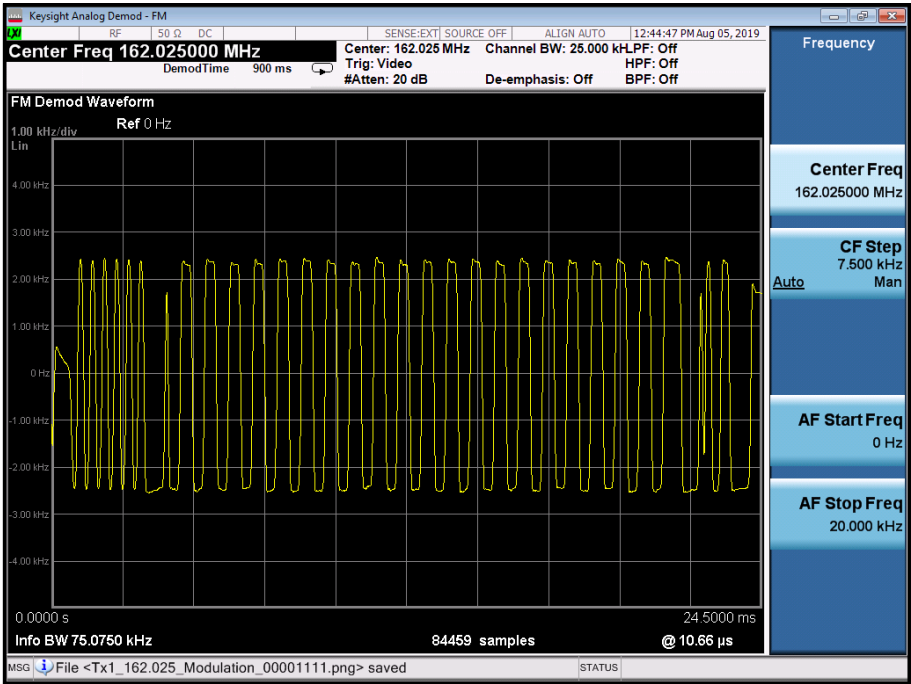 Keysight Analog Demod - FM
LXI RF 50 Ω DC SENSE:EXT SOURCE OFF ALIGN AUTO 12:44:47 PM Aug 05, 2019
Center Freq 162.025000 MHz
DemodTime 900 ms
Center: 162.025 MHz Channel BW: 25.000 kHz LPF: Off
Trig: Video HPF: Off
#Atten: 20 dB De-emphasis: Off BPF: Off
FM Demod Waveform
Ref 0 Hz
1.00 kHz/div
Lin
4.00 kHz
3.00 kHz
2.00 kHz
1.00 kHz
0 Hz
-1.00 kHz
-2.00 kHz
-3.00 kHz
-4.00 kHz
0.0000 s 24.5000 ms
Info BW 75.0750 kHz 84459 samples @ 10.66 µs
MSG File <Tx1_162.025_Modulation_00001111.png> saved STATUS
Frequency
Center Freq
162.025000 MHz
CF Step
7.500 kHz
Auto Man
AF Start Freq
0 Hz
AF Stop Freq
20.000 kHz